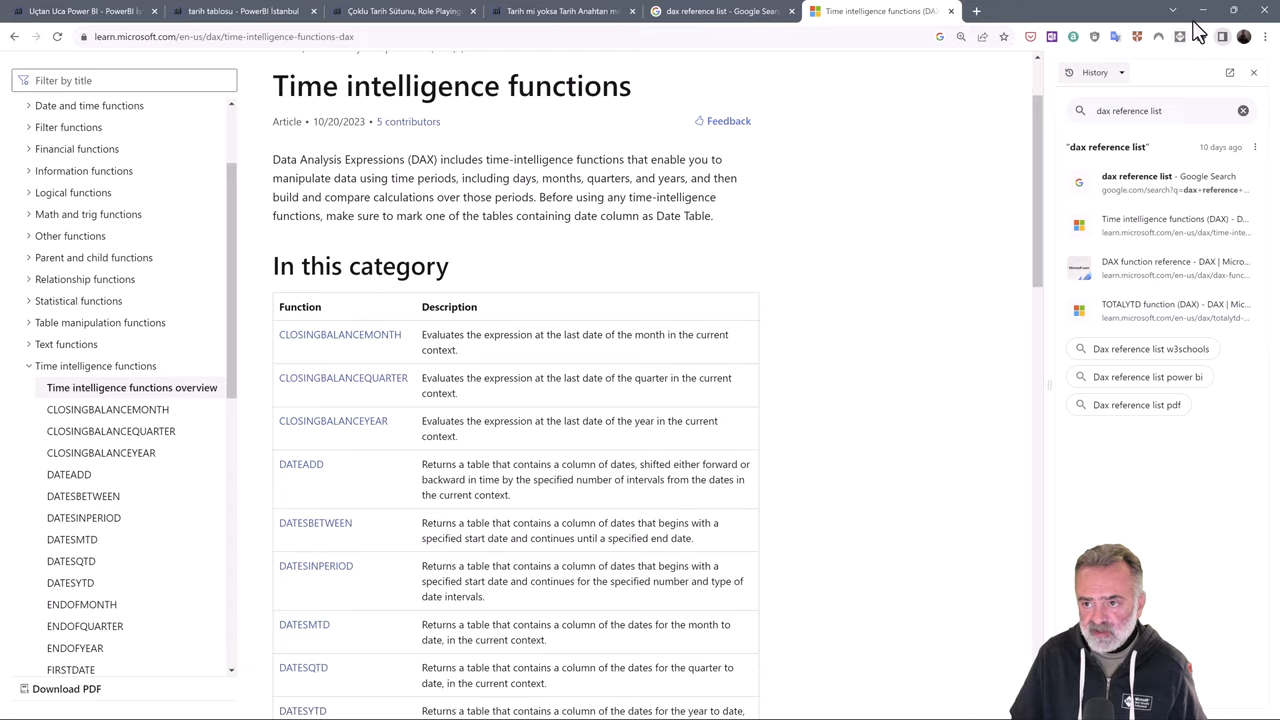 Uçtan Uca Power BI - PowerBI İst
tarih tablosu - PowerBI İstanbul
Çoklu Tarih Sütunu, Role Playing
Tarih mi yoksa Tarih Anahtarı m
dax reference list - Google Search
Time intelligence functions (DA
learn.microsoft.com/en-us/dax/time-intelligence-functions-dax
Filter by title
Date and time functions
Filter functions
Financial functions
Information functions
Logical functions
Math and trig functions
Other functions
Parent and child functions
Relationship functions
Statistical functions
Table manipulation functions
Text functions
Time intelligence functions
Time intelligence functions overview
CLOSINGBALANCEMONTH
CLOSINGBALANCEQUARTER
CLOSINGBALANCEYEAR
DATEADD
DATESBETWEEN
DATESINPERIOD
DATESMTD
DATESQTD
DATESYTD
ENDOFMONTH
ENDOFQUARTER
ENDOFYEAR
FIRSTDATE
Download PDF
Time intelligence functions
Article • 10/20/2023 • 5 contributors
Feedback
Data Analysis Expressions (DAX) includes time-intelligence functions that enable you to
manipulate data using time periods, including days, months, quarters, and years, and then
build and compare calculations over those periods. Before using any time-intelligence
functions, make sure to mark one of the tables containing date column as Date Table.
In this category
Function Description
CLOSINGBALANCEMONTH Evaluates the expression at the last date of the month in the current
context.
CLOSINGBALANCEQUARTER Evaluates the expression at the last date of the quarter in the current
context.
CLOSINGBALANCEYEAR Evaluates the expression at the last date of the year in the current
context.
DATEADD Returns a table that contains a column of dates, shifted either forward or
backward in time by the specified number of intervals from the dates in
the current context.
DATESBETWEEN Returns a table that contains a column of dates that begins with a
specified start date and continues until a specified end date.
DATESINPERIOD Returns a table that contains a column of dates that begins with a
specified start date and continues for the specified number and type of
date intervals.
DATESMTD Returns a table that contains a column of the dates for the month to
date, in the current context.
DATESQTD Returns a table that contains a column of the dates for the quarter to
date, in the current context.
DATESYTD Returns a table that contains a column of the dates for the year to date,
History
dax reference list
"dax reference list" 10 days ago
dax reference list - Google Search
google.com/search?q=dax+reference+...
Time intelligence functions (DAX) - D...
learn.microsoft.com/en-us/dax/time-inte...
DAX function reference - DAX | Micro...
learn.microsoft.com/en-us/dax/dax-func...
TOTALYTD function (DAX) - DAX | Mic...
learn.microsoft.com/en-us/dax/totalytd-...
Dax reference list w3schools
Dax reference list power bi
Dax reference list pdf